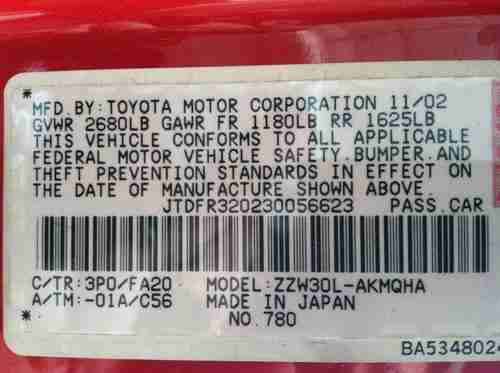 MFD.BY:TOYOTA MOTOR CORPORATION 11/02
GVWR 2680LB GAWR FR 1180LB RR 1625LB
THIS VEHICLE CONFORMS TO ALL APPLICABLE
FEDERAL MOTOR VEHICLE SAFETY.BUMPER.AND
THEFT PREVENTION STANDARDS IN EFFECT ON
THE DATE OF MANUFACTURE SHOWN ABOVE.
JTDFR320230056623 PASS.CAR
C/TR:3P0/FA20 MODEL:ZZW30L-AKMQHA
A/TM:-01A/C56 MADE IN JAPAN
NO.780
BA534802